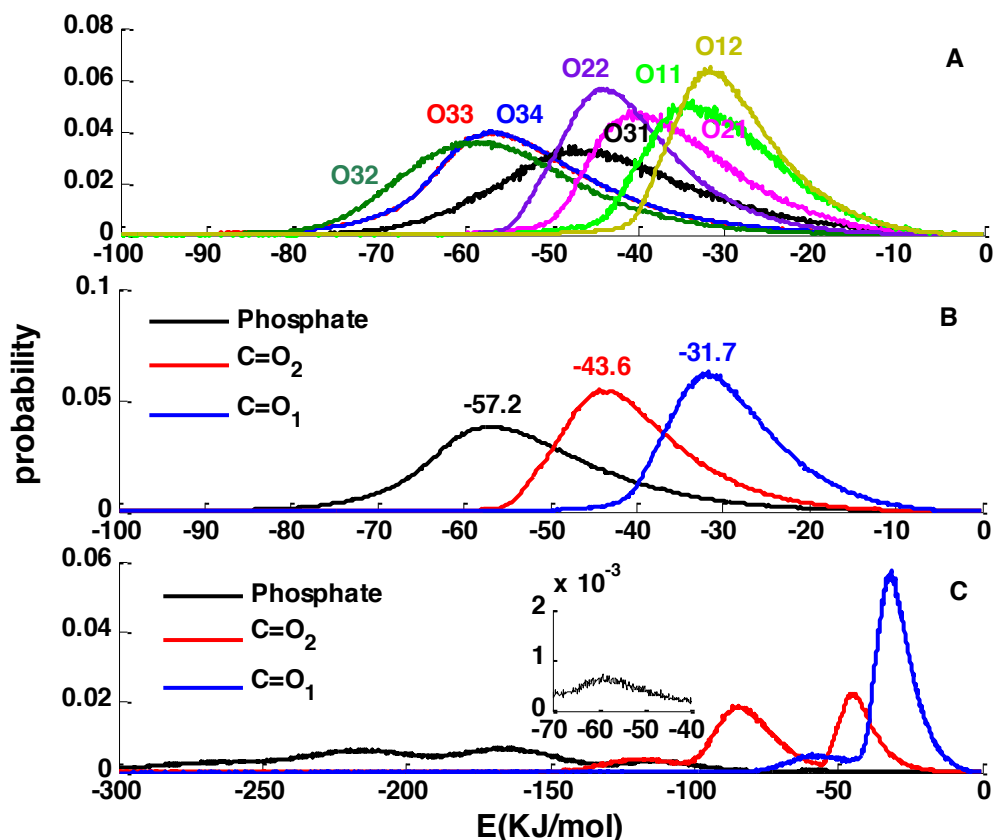 0.08
0.06
0.04
0.02
0
A
O12
O22
O11
O33
O34
O31
O21
O32
-100 -90 -80 -70 -60 -50 -40 -30 -20 -10 0
probability
0.1
0.05
0
B
Phosphate
C=O2
C=O1
-57.2
-43.6
-31.7
-100 -90 -80 -70 -60 -50 -40 -30 -20 -10 0
0.06
0.04
0.02
0
C
Phosphate
C=O2
C=O1
x 10-3
2
1
0
-70 -60 -50 -40
-300 -250 -200 -150 -100 -50 0
E(KJ/mol)